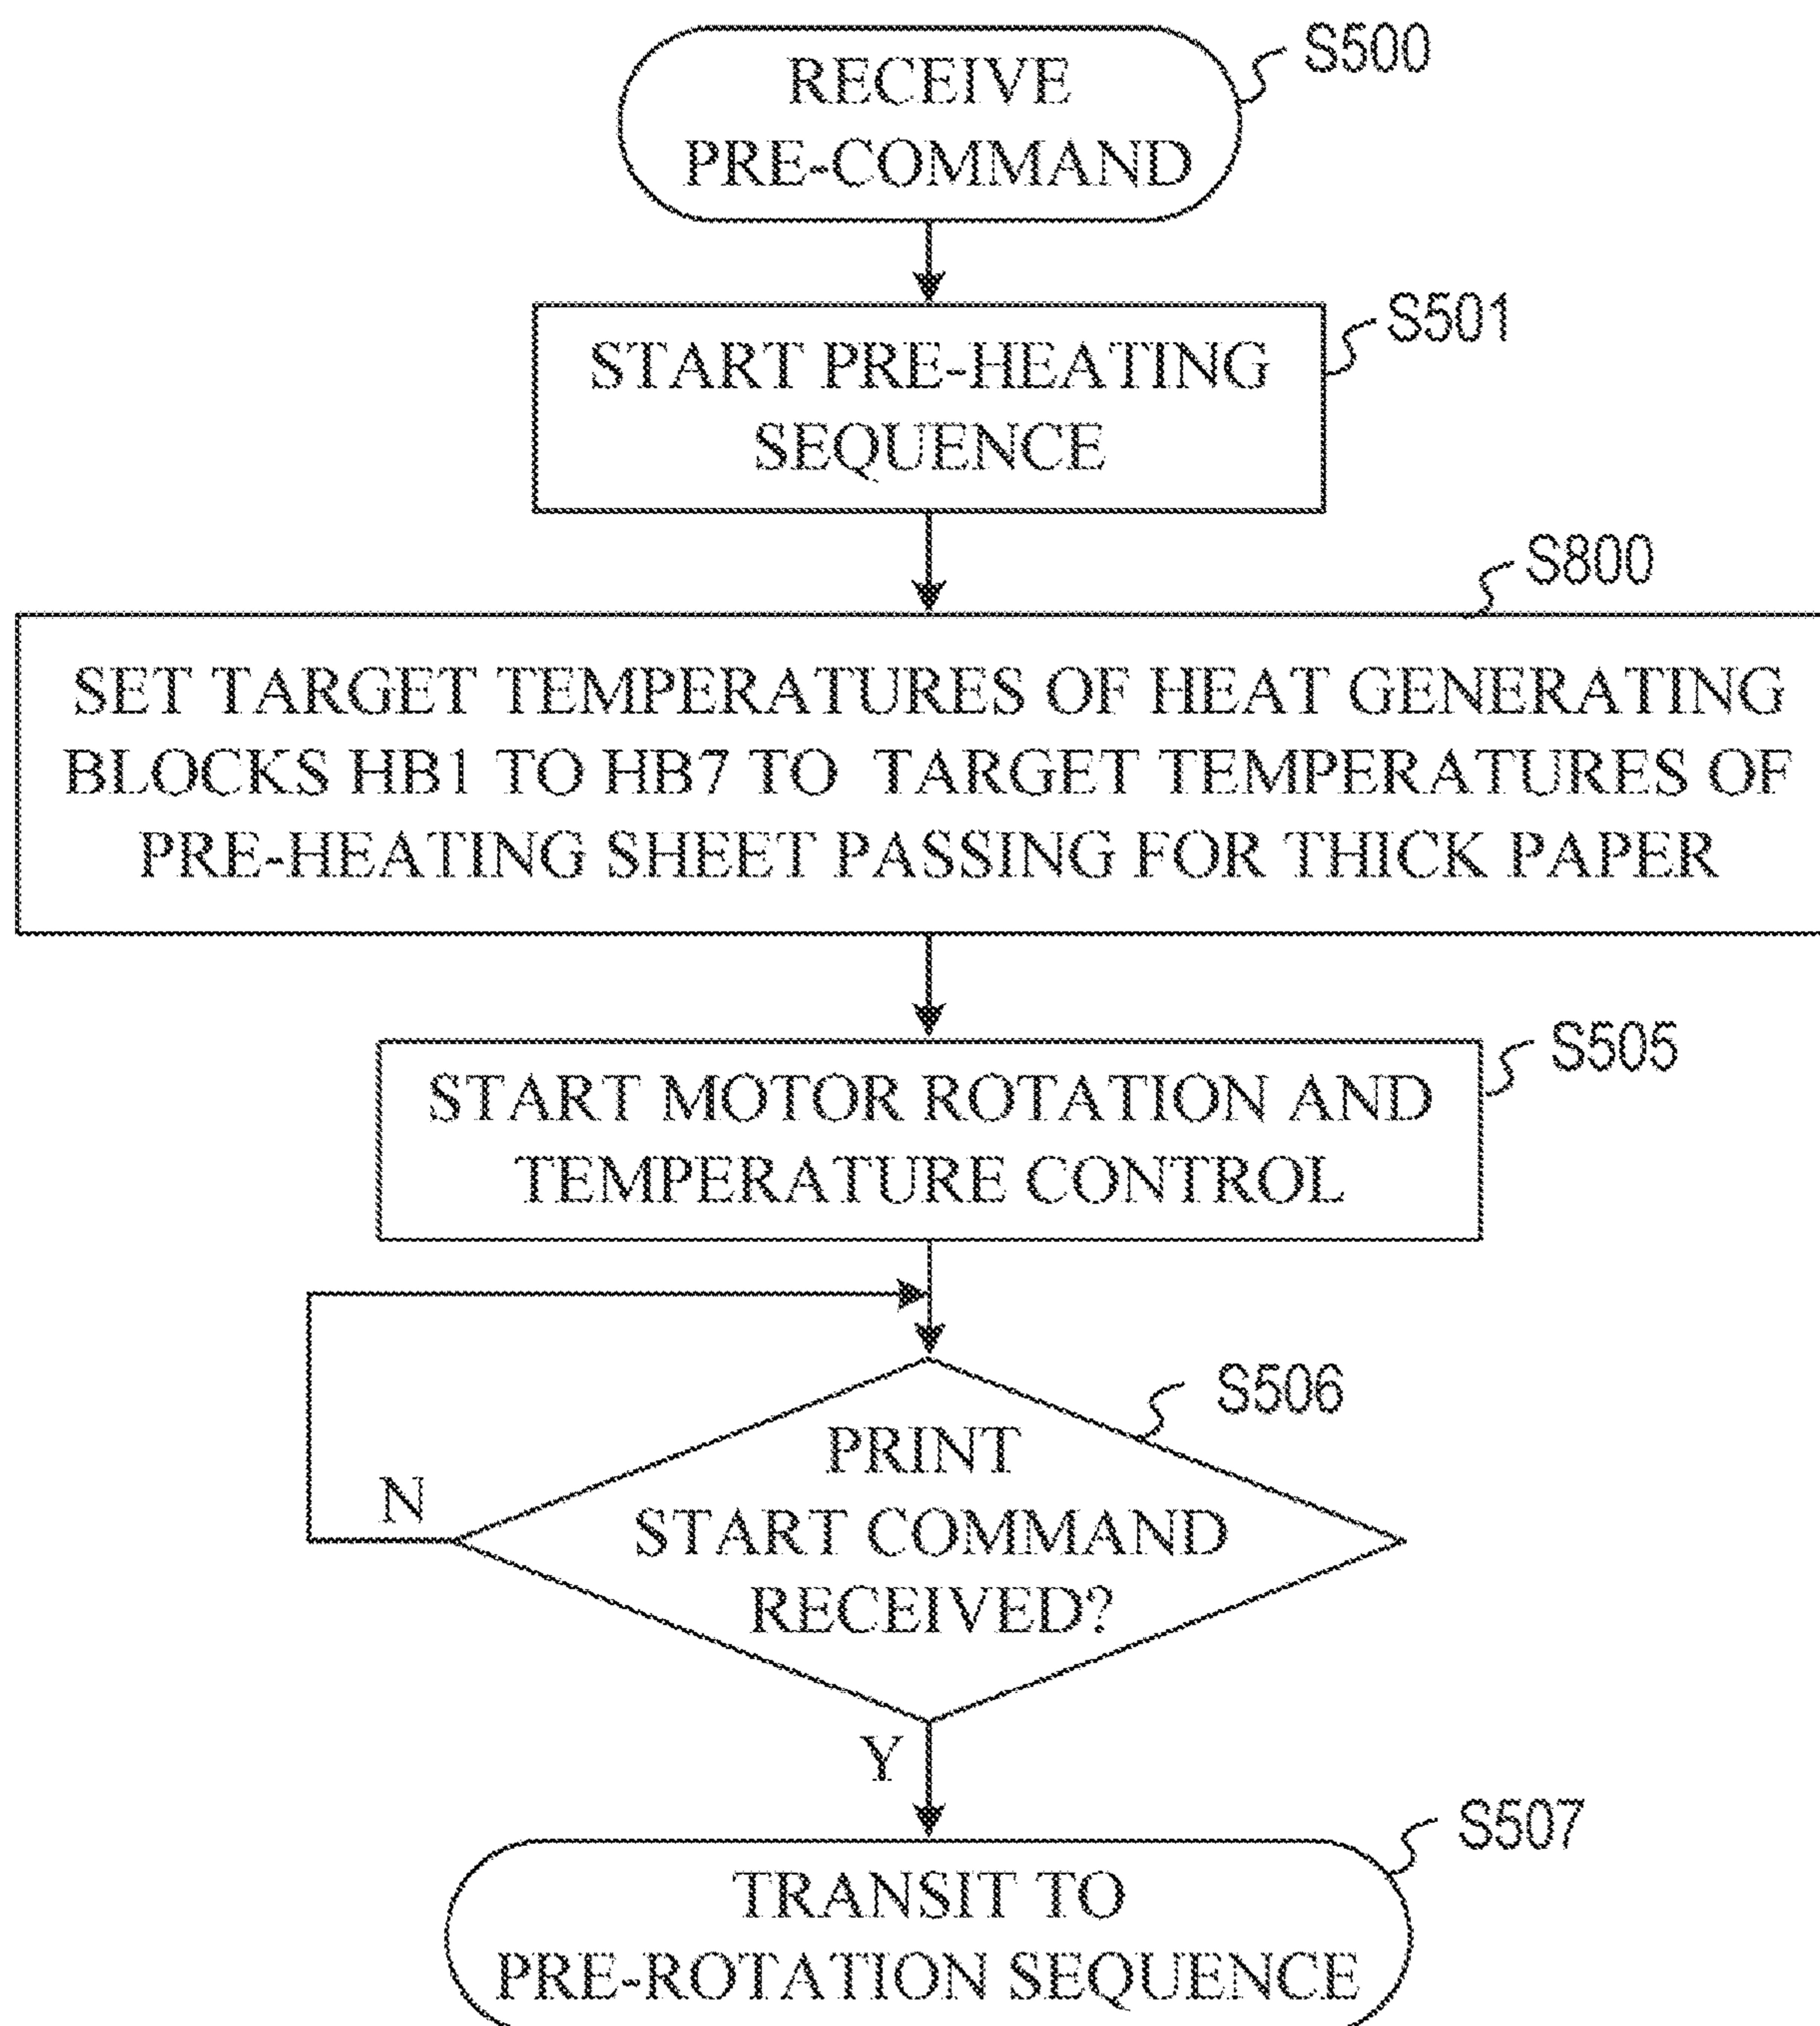 RECEIVE
PRE-COMMAND
S500
START PRE-HEATING
SEQUENCE
S501
S800
SET TARGET TEMPERATURES OF HEAT GENERATING
BLOCKS HB1 TO HB7 TO TARGET TEMPERATURES OF
PRE-HEATING SHEET PASSING FOR THICK PAPER
S505
START MOTOR ROTATION AND
TEMPERATURE CONTROL
S506
PRINT
START COMMAND
RECEIVED?
N
Y
S507
TRANSIT TO
PRE-ROTATION SEQUENCE